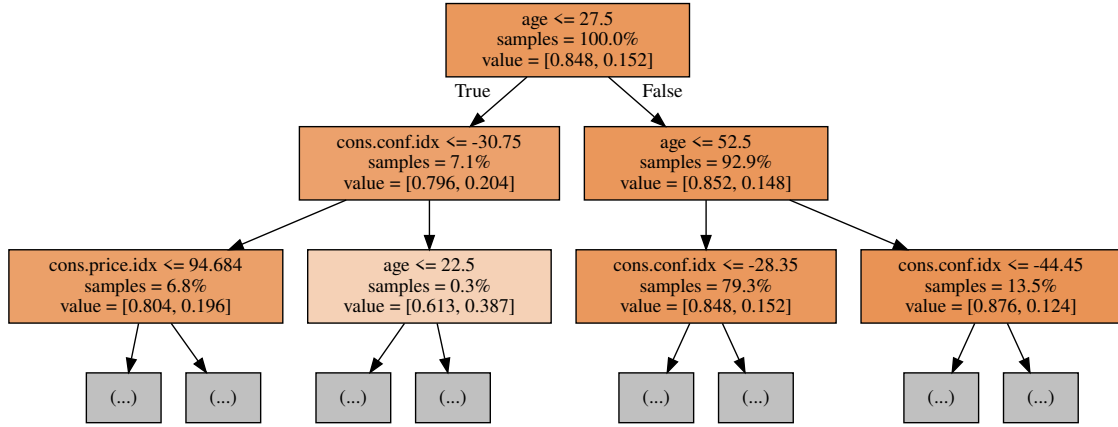 age <= 27.5
samples = 100.0%
value = [0.848, 0.152]
True
False
cons.conf.idx <= -30.75
samples = 7.1%
value = [0.796, 0.204]
age <= 52.5
samples = 92.9%
value = [0.852, 0.148]
cons.price.idx <= 94.684
samples = 6.8%
value = [0.804, 0.196]
age <= 22.5
samples = 0.3%
value = [0.613, 0.387]
cons.conf.idx <= -28.35
samples = 79.3%
value = [0.848, 0.152]
cons.conf.idx <= -44.45
samples = 13.5%
value = [0.876, 0.124]
(...)
(...)
(...)
(...)
(...)
(...)
(...)
(...)